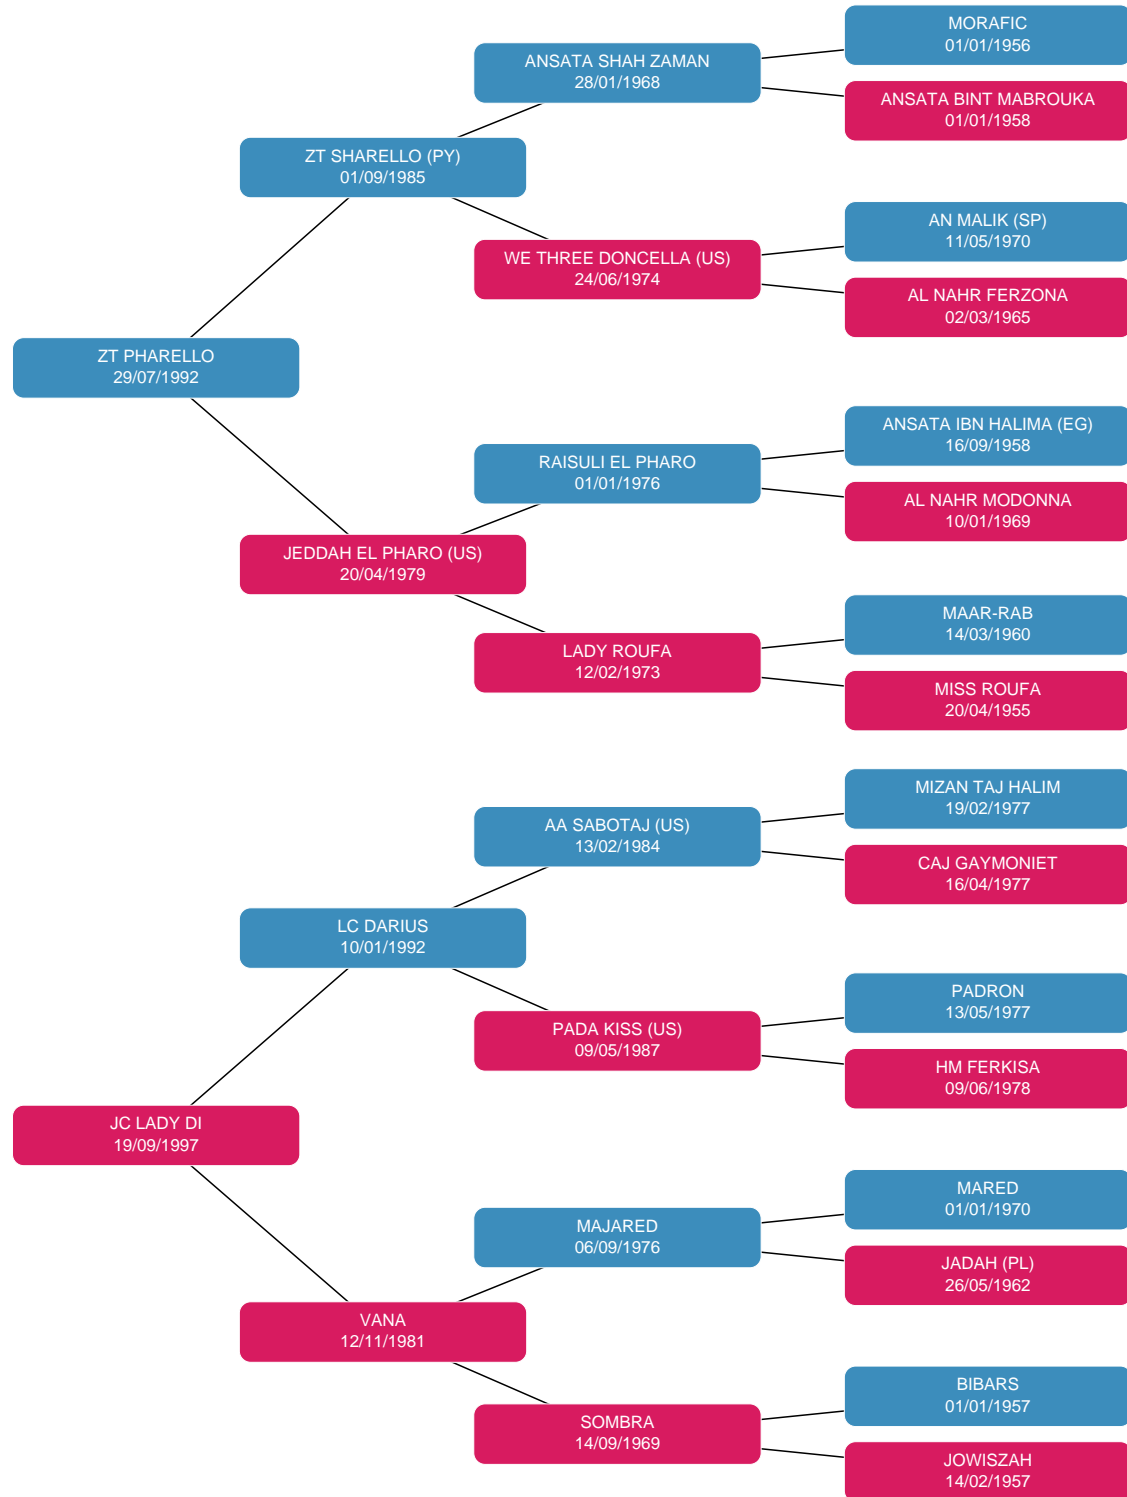 MORAFIC
01/01/1956
ANSATA SHAH ZAMAN
28/01/1968
ANSATA BINT MABROUKA
01/01/1958
ZT SHARELLO (PY)
01/09/1985
AN MALIK (SP)
11/05/1970
WE THREE DONCELLA (US)
24/06/1974
AL NAHR FERZONA
02/03/1965
ZT PHARELLO
29/07/1992
ANSATA IBN HALIMA (EG)
16/09/1958
RAISULI EL PHARO
01/01/1976
AL NAHR MODONNA
10/01/1969
JEDDAH EL PHARO (US)
20/04/1979
MAAR-RAB
14/03/1960
LADY ROUFA
12/02/1973
MISS ROUFA
20/04/1955
MIZAN TAJ HALIM
19/02/1977
AA SABOTAJ (US)
13/02/1984
CAJ GAYMONIET
16/04/1977
LC DARIUS
10/01/1992
PADRON
13/05/1977
PADA KISS (US)
09/05/1987
HM FERKISA
09/06/1978
JC LADY DI
19/09/1997
MARED
01/01/1970
MAJARED
06/09/1976
JADAH (PL)
26/05/1962
VANA
12/11/1981
BIBARS
01/01/1957
SOMBRA
14/09/1969
JOWISZAH
14/02/1957